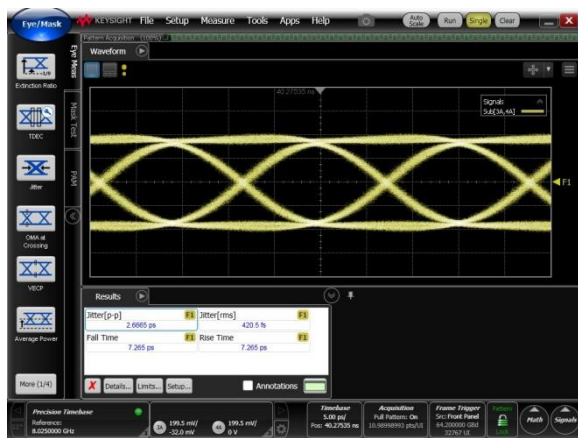 Eye/Mask
KEYSIGHT File Setup Measure Tools Apps Help
Auto Scale
Run
Single
Clear
Pattern Acquisition (100%)
Waveform
Eye Meas
Mask Test
PAM
Extinction Ratio
TDEC
Jitter
OMA at
Crossing
VECP
Average Power
More (1/4)
40.27535 ns
Signals
Sub[3A,4A]
F1
Results
Jitter[p-p] F1 Jitter[rms] F1
2.6665 ps 420.5 fs
Fall Time F1 Rise Time F1
7.265 ps 7.265 ps
Details... Limits... Setup... Annotations
Precision Timebase
Reference:
8.0250000 GHz
3A 199.5 mV/
-32.0 mV
4A 199.5 mV/
0 V
Timebase
5.00 ps/
Pos: 40.27535 ns
Acquisition
Full Pattern: On
10.98998993 pts/UI
Frame Trigger
Src: Front Panel
64.200000 GBd
32767 UI
Pattern
Lock
Math
Signals